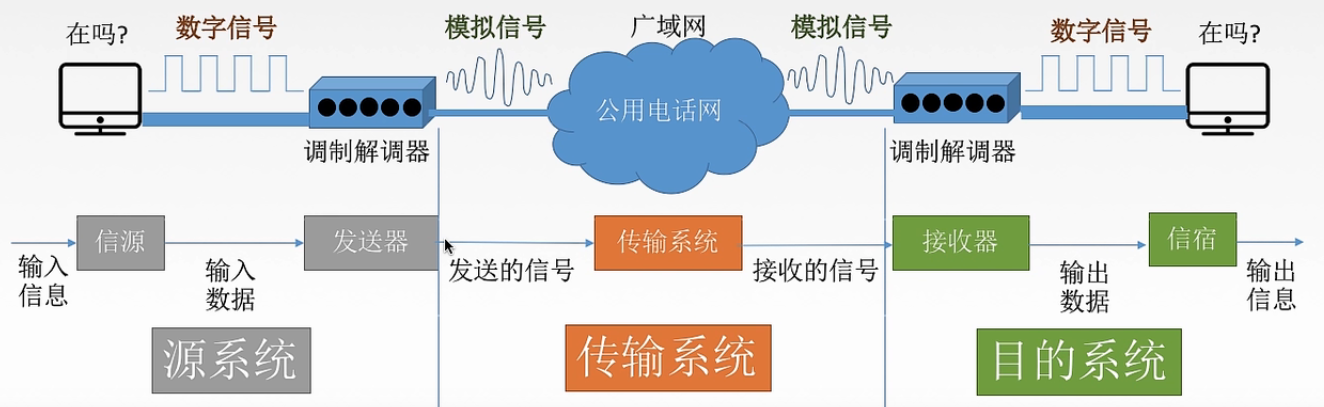 在吗?
数字信号
模拟信号
广域网
模拟信号
数字信号
在吗?
公用电话网
调制解调器
调制解调器
信源
发送器
传输系统
接收器
信宿
输入
信息
输入
数据
发送的信号
接收的信号
输出
数据
输出
信息
源系统
传输系统
目的系统